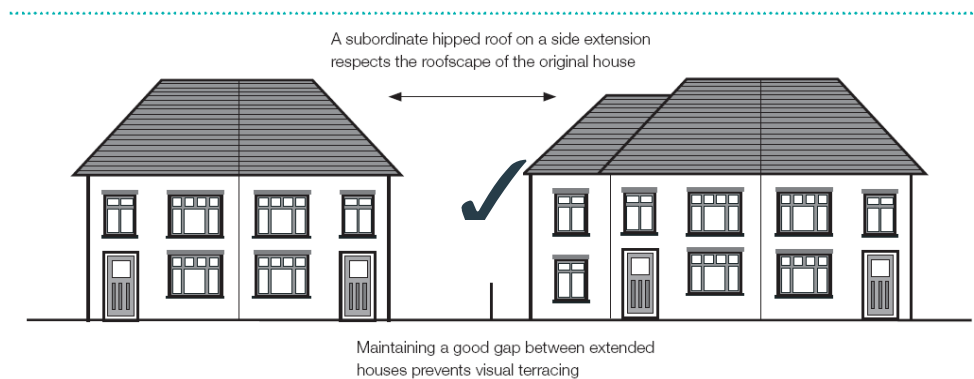 A subordinate hipped roof on a side extension
respects the roofscape of the original house
Maintaining a good gap between extended
houses prevents visual terracing